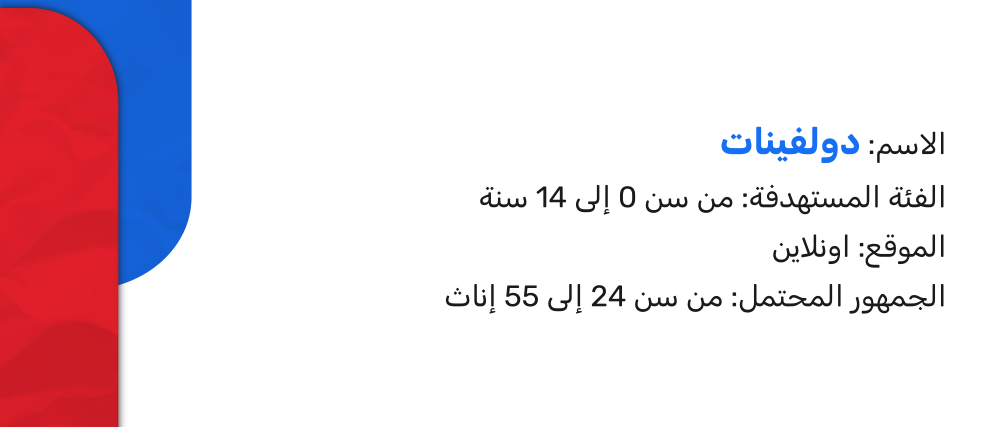 الاسم: دولفينات
الفئة المستهدفة: من سن 0 إلى 14 سنة
الموقع: اونلاين
الجمهور المحتمل: من سن 24 إلى 55 إناث